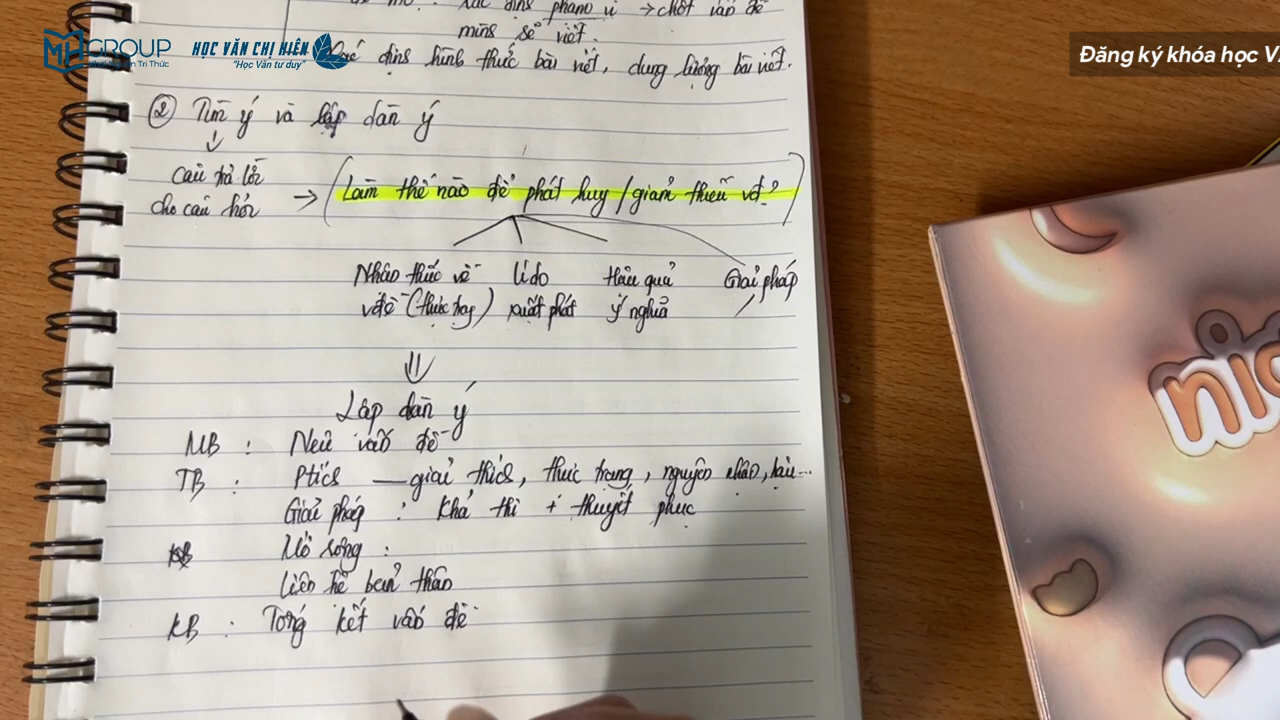 xác định phạm vi → chốt vấn đề
mình sẽ viết.
MH GROUP
HỌC VĂN CHỊ HIÊN
"Học Văn tư duy"
Tri Thức
Đăng ký khóa học V
Xác định hình thức bài viết, dung lượng bài viết.
② Tìm ý và lập dàn ý
↓
Câu trả lời
cho câu hỏi
→ (Làm thế nào để phát huy / giảm thiểu vđ?)
Nhận thức về lí do Hậu quả Giải pháp
vđề (thực trạng) xuất phát ý nghĩa
⇓
Lập dàn ý
MB : Nêu vấn đề
TB : Ptích — giải thích, thực trạng, nguyên nhân, hậu...
Giải pháp : Khả thi + thuyết phục
Mở rộng :
Liên hệ bản thân
KB : Tổng kết vấn đề